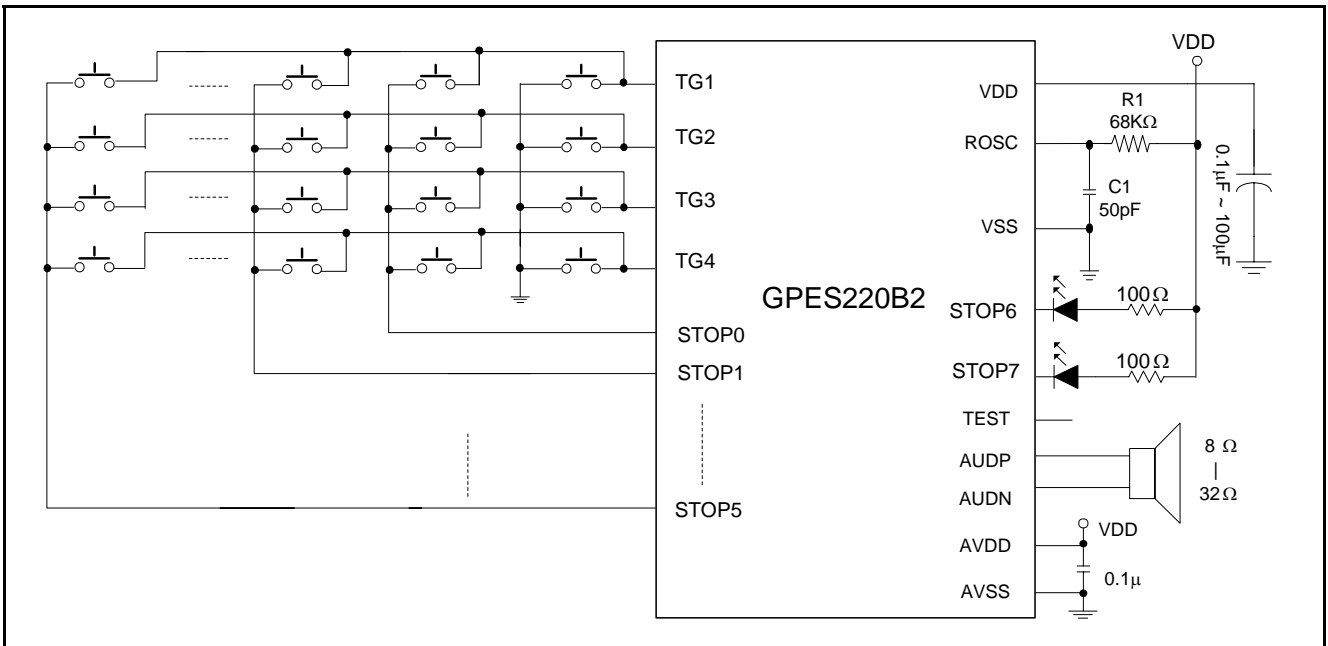 TG1
TG2
TG3
TG4
STOP0
STOP1
STOP5
GPES220B2
VDD
ROSC
VSS
STOP6
STOP7
TEST
AUDP
AUDN
AVDD
AVSS
VDD
R1
68KΩ
C1
50pF
0.1μF ~ 100μF
100Ω
100Ω
8 Ω
|
32Ω
VDD
0.1μ